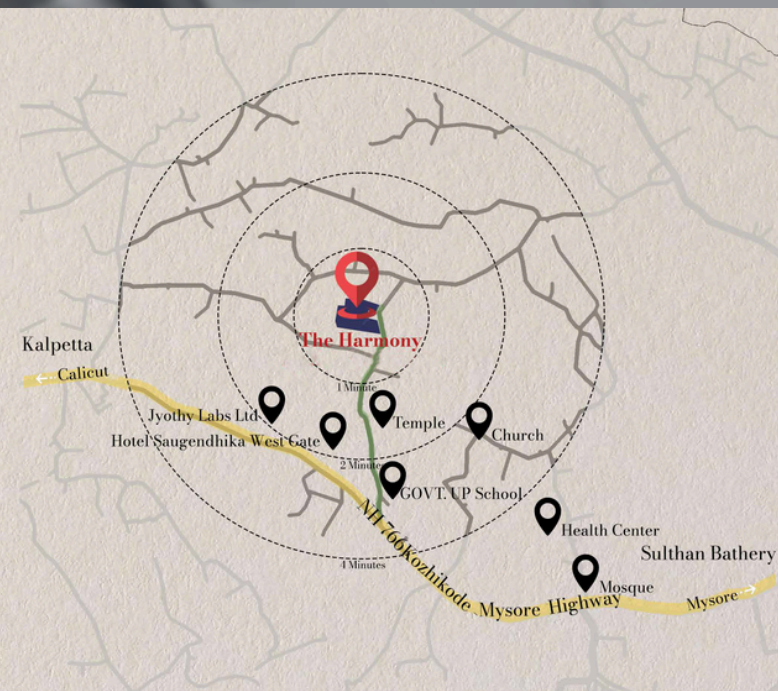 The Harmony
Kalpetta
Calicut
1 Minute
Jyothy Labs Ltd
Temple
Hotel Saugendhika West Gate
Church
2 Minutes
GOVT. UP School
NH 766 Kozhikode Mysore Highway
Health Center
Sulthan Bathery
4 Minutes
Mosque
Mysore